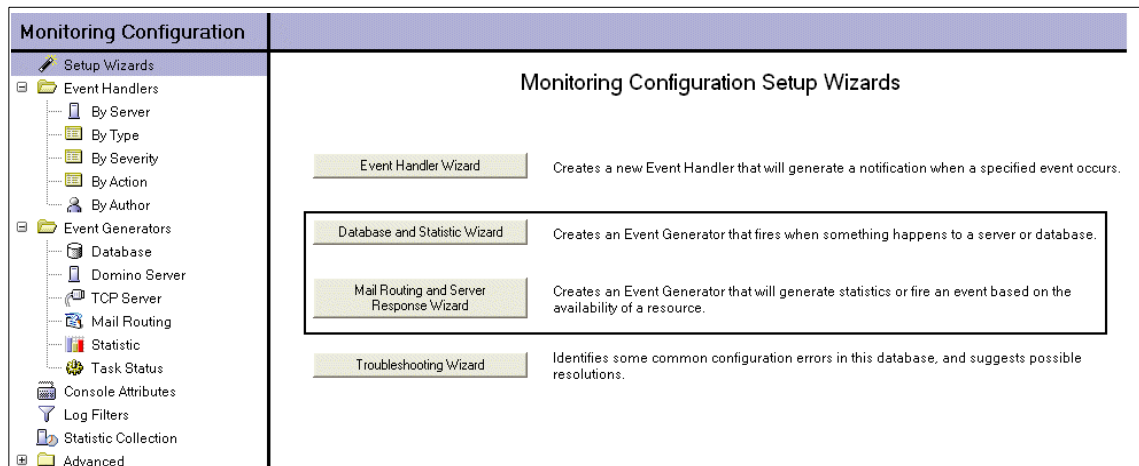 Monitoring Configuration
Setup Wizards
Event Handlers
By Server
By Type
By Severity
By Action
By Author
Event Generators
Database
Domino Server
TCP Server
Mail Routing
Statistic
Task Status
Console Attributes
Log Filters
Statistic Collection
Advanced
Monitoring Configuration Setup Wizards
Event Handler Wizard
Creates a new Event Handler that will generate a notification when a specified event occurs.
Database and Statistic Wizard
Creates an Event Generator that fires when something happens to a server or database.
Mail Routing and Server
Response Wizard
Creates an Event Generator that will generate statistics or fire an event based on the
availability of a resource.
Troubleshooting Wizard
Identifies some common configuration errors in this database, and suggests possible
resolutions.